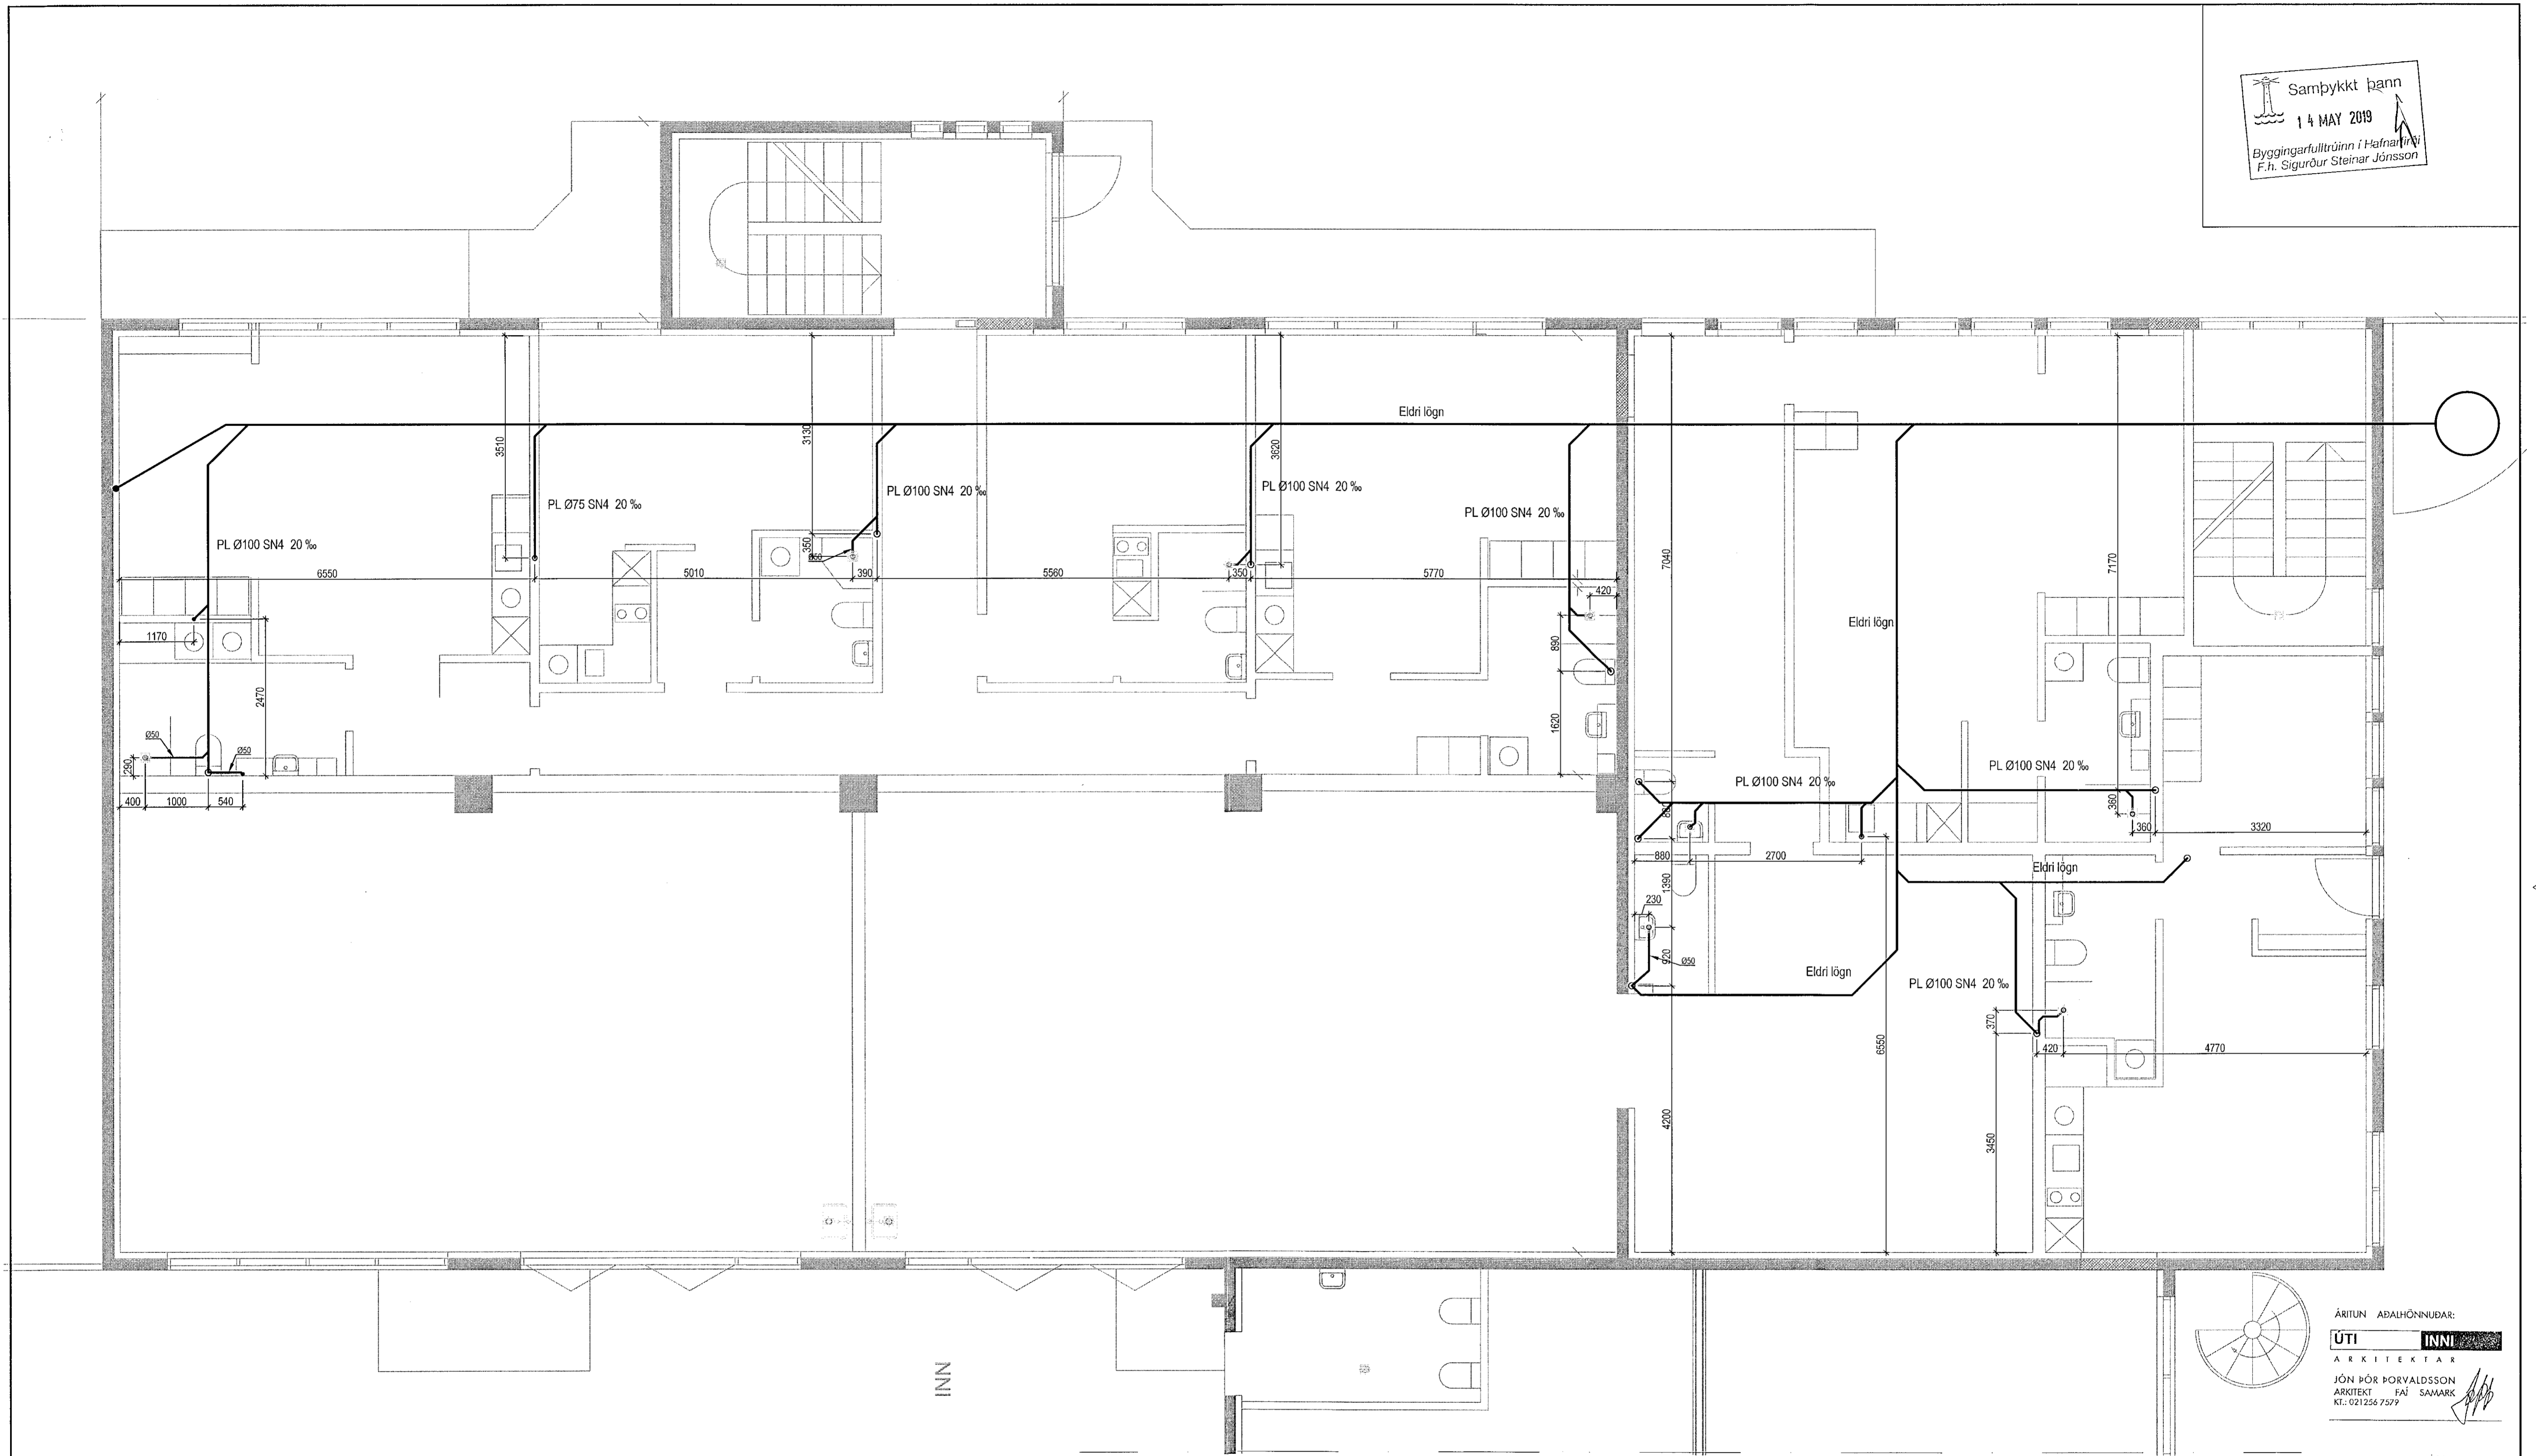 Samþykkt þann
14 MAY 2019
Byggingarfulltrúinn í Hafnarfirði
F.h. Sigurður Steinar Jónsson
Eldri lögn
3510
3130
3620
7040
7170
PL Ø100 SN4 20 ‰
PL Ø75 SN4 20 ‰
PL Ø100 SN4 20 ‰
PL Ø100 SN4 20 ‰
PL Ø100 SN4 20 ‰
350
Ø50
6550
5010
390
5560
350
5770
420
890
1620
1170
2470
Eldri lögn
Ø50
Ø50
290
400
1000
540
PL Ø100 SN4 20 ‰
PL Ø100 SN4 20 ‰
360
360
3320
880
2700
1390
Eldri lögn
230
920
Ø50
Eldri lögn
PL Ø100 SN4 20 ‰
370
420
4770
6550
4200
3450
INN
ÁRITUN AÐALHÖNNUÐAR:
ÚTI INNI
ARKITEKTAR
JÓN ÞÓR ÞORVALDSSON
ARKITEKT FAÍ SAMARK
KT.: 021256 7579